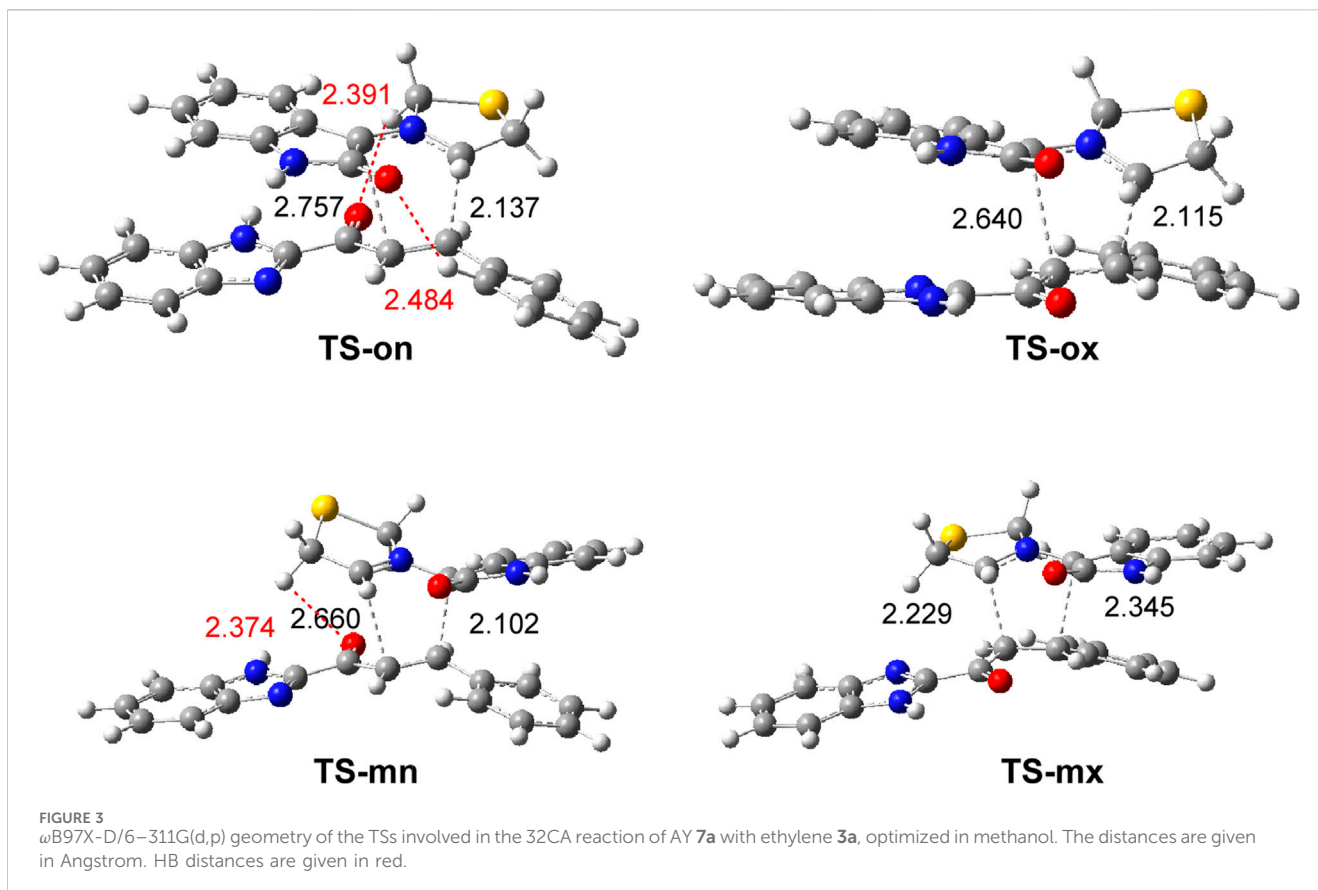 2.391
2.757
2.137
2.484
TS-on
2.640
2.115
TS-ox
2.374
2.660
2.102
TS-mn
2.229
2.345
TS-mx
FIGURE 3
ωB97X-D/6–311G(d,p) geometry of the TSs involved in the 32CA reaction of AY 7a with ethylene 3a, optimized in methanol. The distances are given
in Angstrom. HB distances are given in red.